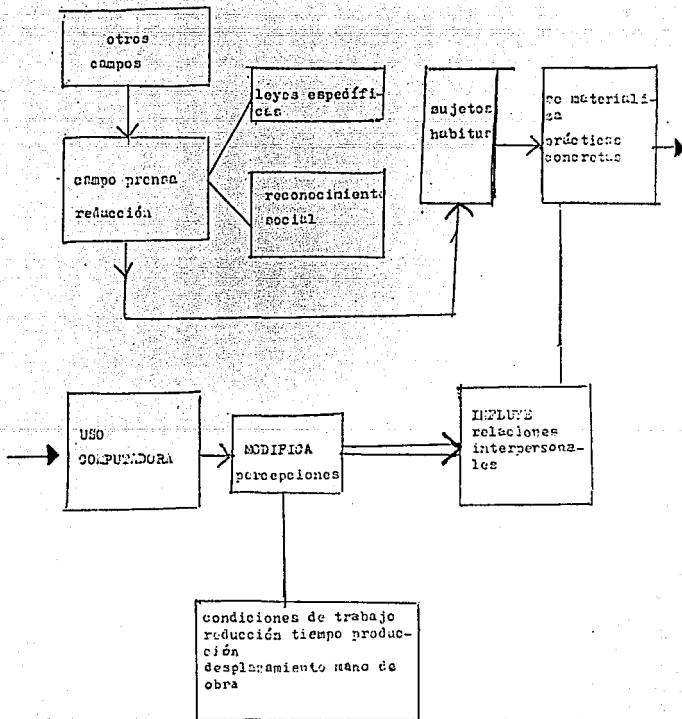 otros
campos
leyes específi-
cas
campo prensa
reducción
reconocimiento
social
sujetos
habitus
se materiali-
za
prácticas
concretas
USO
COMPUTADORA
MODIFICA
percepciones
INFLUYE
relaciones
interpersona-
les
condiciones de trabajo
reducción tiempo produc-
ción
desplazamiento mano de
obra